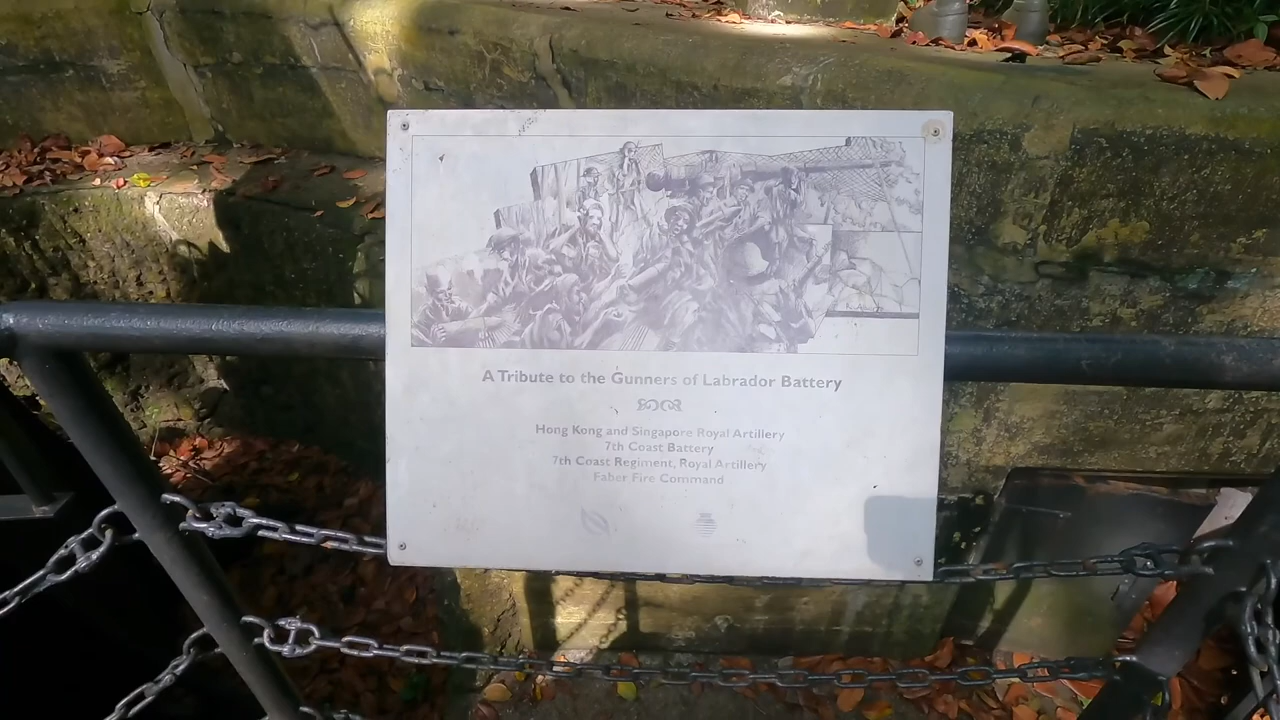 A Tribute to the Gunners of Labrador Battery
Hong Kong and Singapore Royal Artillery
7th Coast Battery
7th Coast Regiment, Royal Artillery
Faber Fire Command